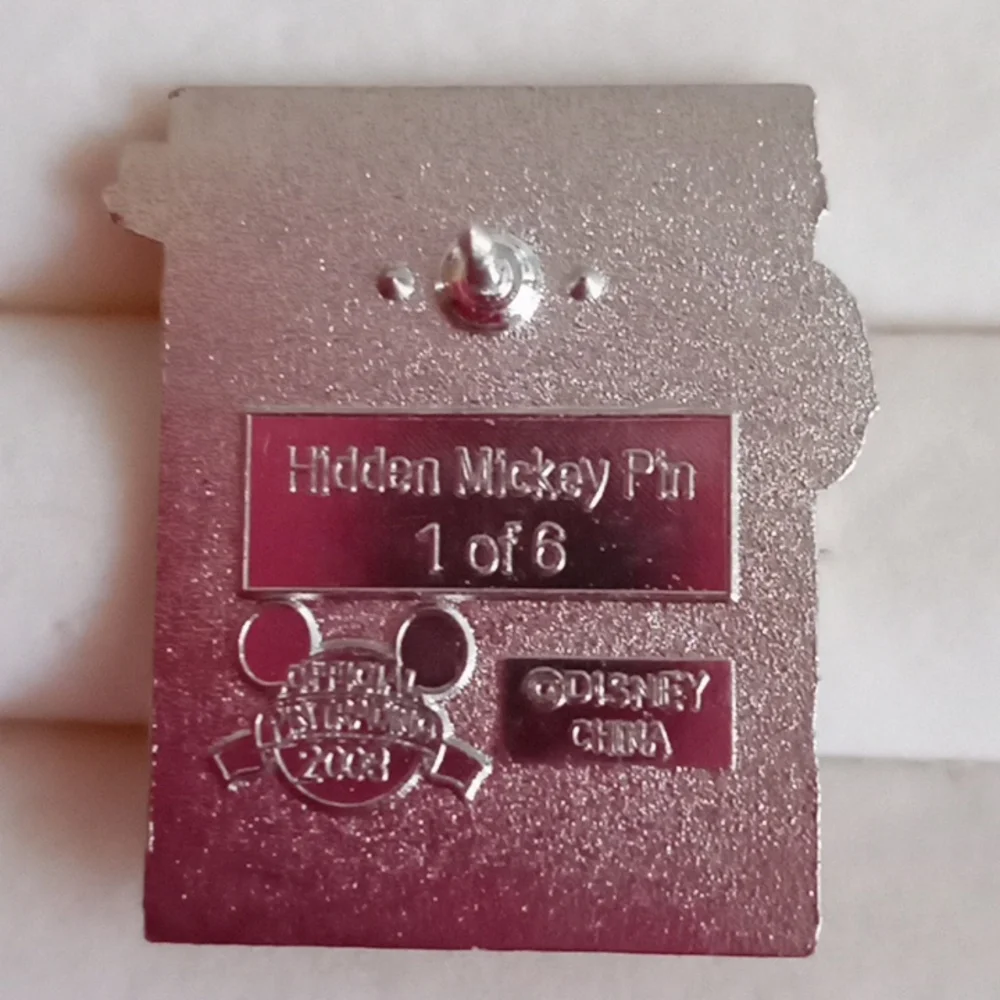 Hidden Mickey Pin
1 of 6
OFFICIAL
PIN TRADING
2008
©DISNEY
CHINA